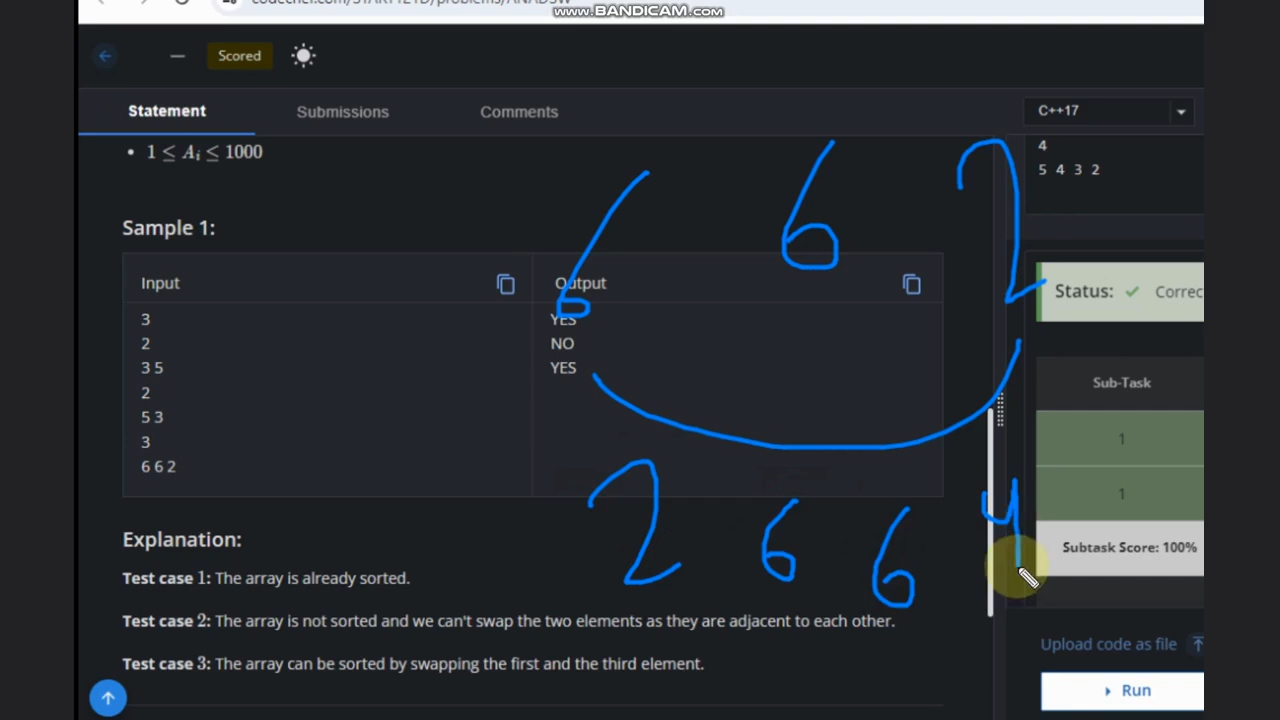 www.BANDICAM.com
Scored
Statement Submissions Comments
C++17
• 1 ≤ Aᵢ ≤ 1000
4
5 4 3 2
6 6 2
Sample 1:
Input
Output
3
2
3 5
2
5 3
3
6 6 2
YES
NO
YES
Status: Correc
Sub-Task
1
1
Subtask Score: 100%
2 6 6 4
Explanation:
Test case 1: The array is already sorted.
Test case 2: The array is not sorted and we can't swap the two elements as they are adjacent to each other.
Test case 3: The array can be sorted by swapping the first and the third element.
Upload code as file
Run